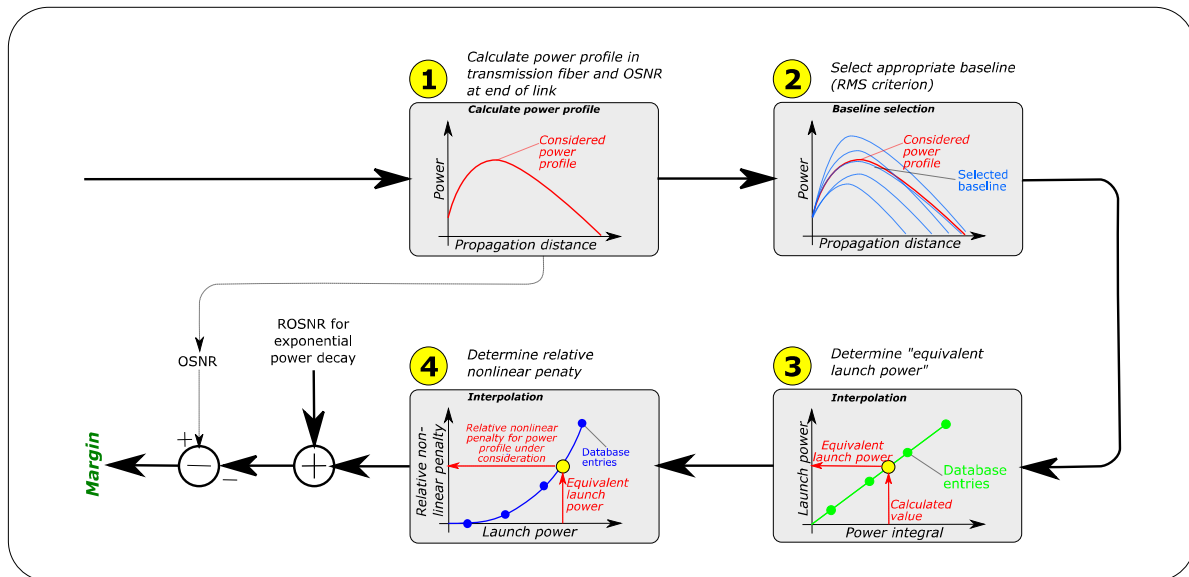 1
Calculate power profile in
transmission fiber and OSNR
at end of link
Calculate power profile
Considered
power
profile
Power
Propagation distance
2
Select appropriate baseline
(RMS criterion)
Baseline selection
Considered
power
profile
Selected
baseline
Power
Propagation distance
3
Determine "equivalent
launch power"
Interpolation
Equivalent
launch power
Database
entries
Calculated
value
Launch power
Power integral
4
Determine relative
nonlinear penaty
Interpolation
Relative nonlinear
penalty for power
profile under
consideration
Database
entries
Equivalent
launch
power
Relative non-
linear penalty
Launch power
ROSNR for
exponential
power decay
OSNR
+
−
−
+
Margin